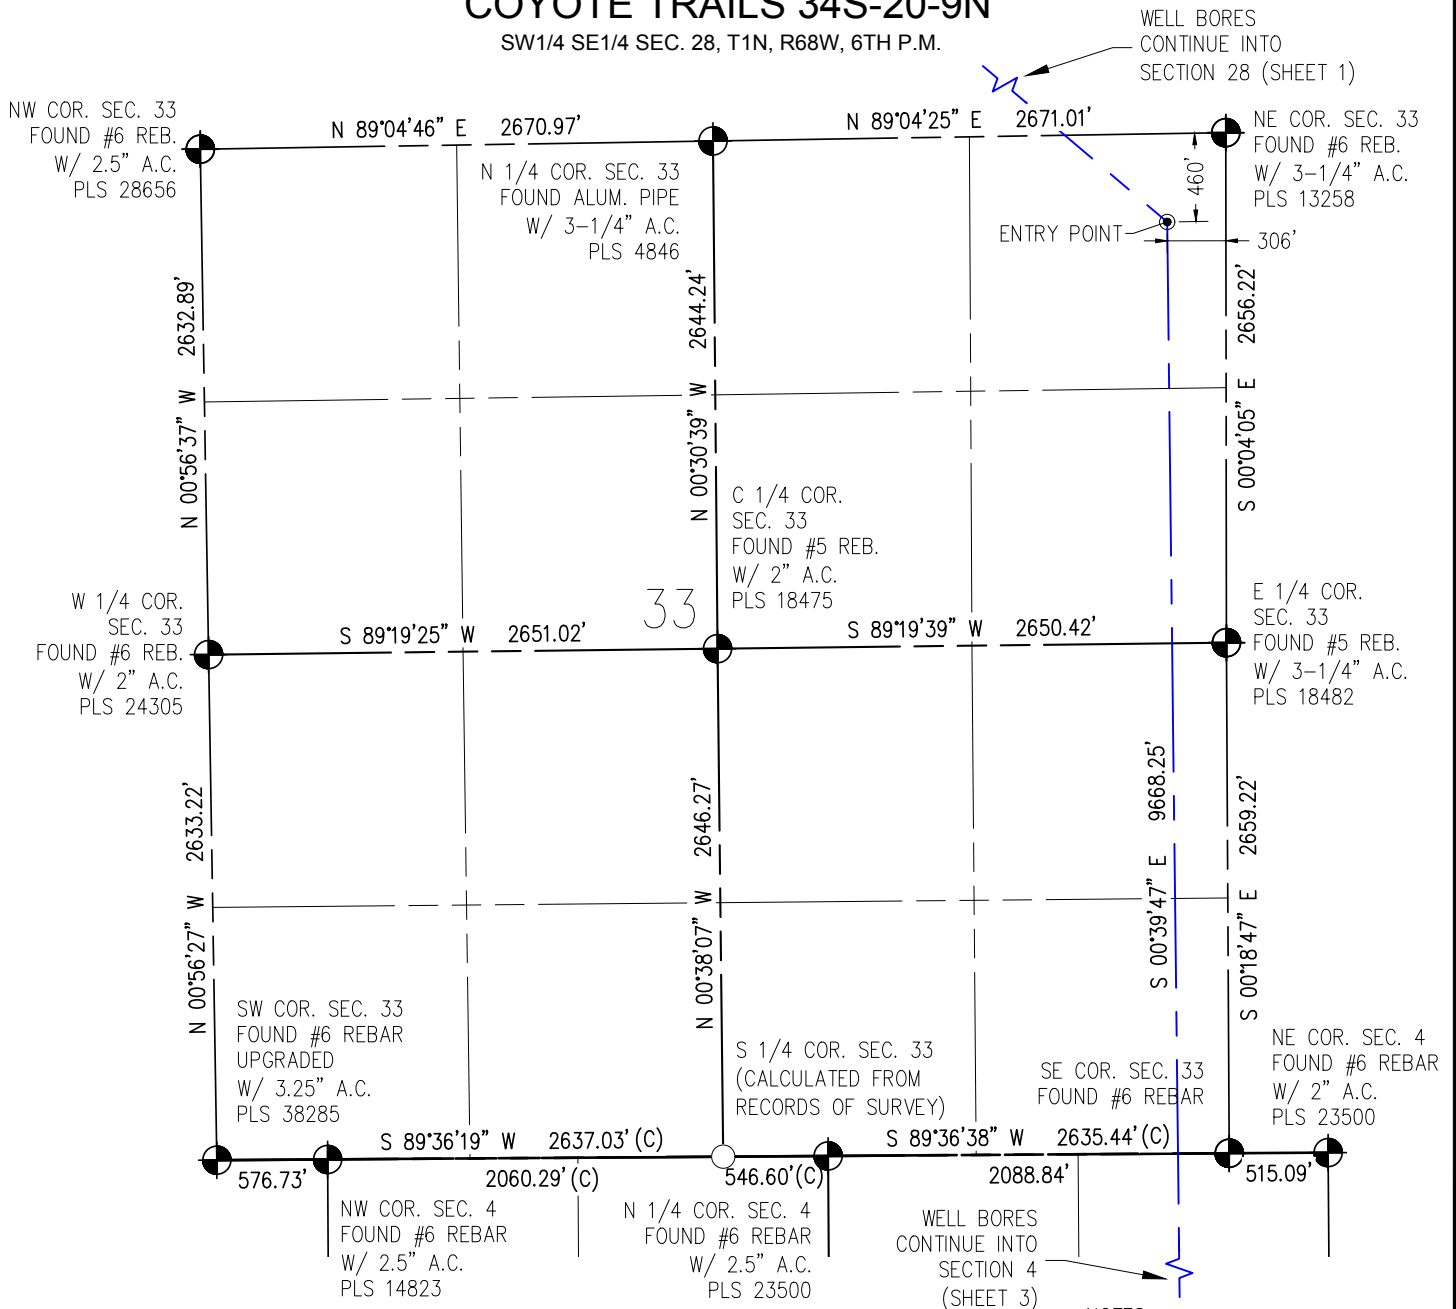 COYOTE TRAILS 34S-20-9N
SW1/4 SE1/4 SEC. 28, T1N, R68W, 6TH P.M.
WELL BORES
CONTINUE INTO
SECTION 28 (SHEET 1)
NW COR. SEC. 33
FOUND #6 REB.
W/ 2.5" A.C.
PLS 28656
N 89°04'46" E 2670.97'
N 89°04'25" E 2671.01'
NE COR. SEC. 33
FOUND #6 REB.
W/ 3-1/4" A.C.
PLS 13258
N 1/4 COR. SEC. 33
FOUND ALUM. PIPE
W/ 3-1/4" A.C.
PLS 4846
460'
ENTRY POINT
306'
N 00°56'37" W 2632.89'
N 00°30'39" W 2644.24'
S 00°04'05" E 2656.22'
C 1/4 COR.
SEC. 33
FOUND #5 REB.
W/ 2" A.C.
PLS 18475
33
W 1/4 COR.
SEC. 33
FOUND #6 REB.
W/ 2" A.C.
PLS 24305
S 89°19'25" W 2651.02'
S 89°19'39" W 2650.42'
E 1/4 COR.
SEC. 33
FOUND #5 REB.
W/ 3-1/4" A.C.
PLS 18482
N 00°56'27" W 2633.22'
N 00°38'07" W 2646.27'
S 00°39'47" E 9668.25'
S 00°18'47" E 2659.22'
SW COR. SEC. 33
FOUND #6 REBAR
UPGRADED
W/ 3.25" A.C.
PLS 38285
S 1/4 COR. SEC. 33
(CALCULATED FROM
RECORDS OF SURVEY)
SE COR. SEC. 33
FOUND #6 REBAR
NE COR. SEC. 4
FOUND #6 REBAR
W/ 2" A.C.
PLS 23500
S 89°36'19" W 2637.03'(C)
S 89°36'38" W 2635.44'(C)
576.73'
2060.29'(C)
546.60'(C)
2088.84'
515.09'
NW COR. SEC. 4
FOUND #6 REBAR
W/ 2.5" A.C.
PLS 14823
N 1/4 COR. SEC. 4
FOUND #6 REBAR
W/ 2.5" A.C.
PLS 23500
WELL BORES
CONTINUE INTO
SECTION 4
(SHEET 3)